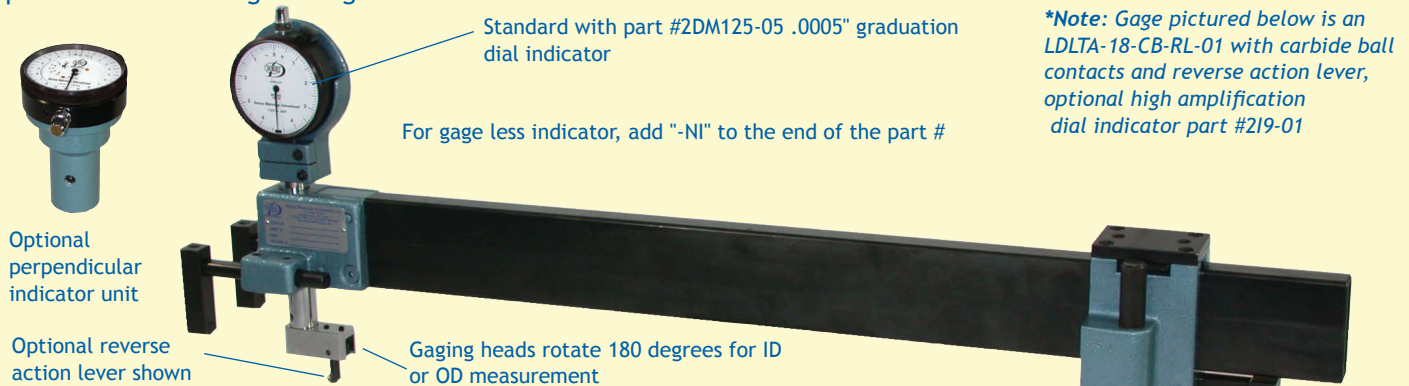 Standard with part #2DM125-05 .0005" graduation
dial indicator
For gage less indicator, add "-NI" to the end of the part #
*Note: Gage pictured below is an
LDLTA-18-CB-RL-01 with carbide ball
contacts and reverse action lever,
optional high amplification
dial indicator part #2I9-01
Optional
perpendicular
indicator unit
Optional reverse
action lever shown
Gaging heads rotate 180 degrees for ID
or OD measurement